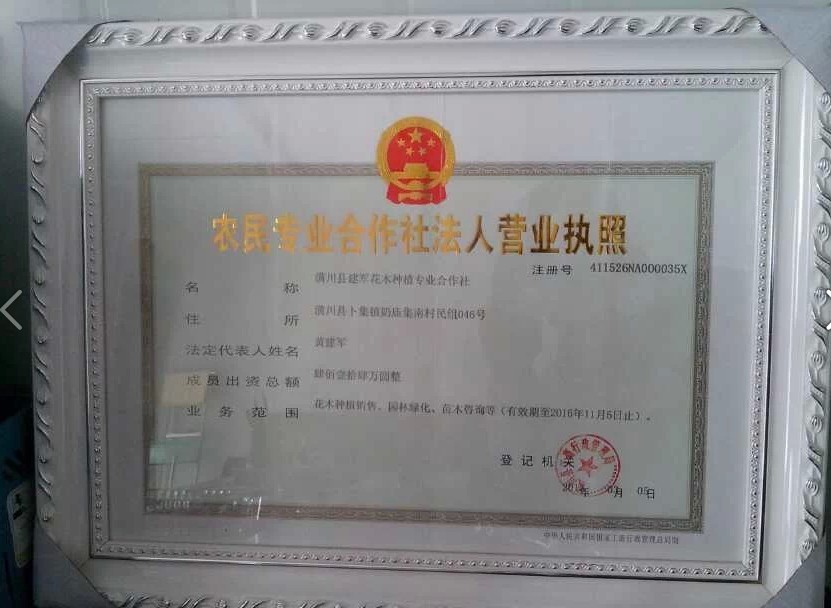 农民专业合作社法人营业执照
注册号 411526NA000035X
名称 潢川县建军花木种植专业合作社
住所 潢川县卜集镇奶庙集南村民组046号
法定代表人姓名 黄建军
成员出资总额 肆佰壹拾肆万圆整
业务范围 花木种植销售、园林绿化、苗木咨询等（有效期至2016年11月5日止）。
登记机关
年 月 05日
中华人民共和国国家工商行政管理总局制